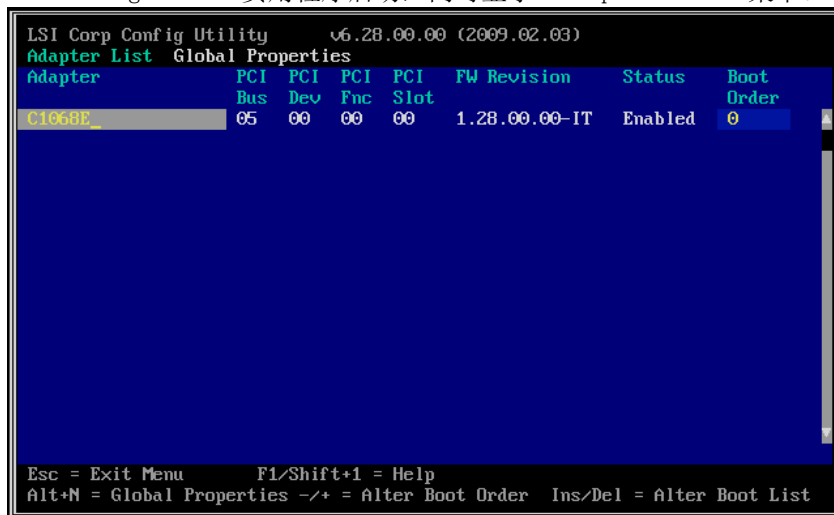 LSI Corp Config Utility v6.28.00.00 (2009.02.03)
Adapter List Global Properties
Adapter PCI PCI PCI PCI FW Revision Status Boot
Bus Dev Fnc Slot Order
C1068E_ 05 00 00 00 1.28.00.00-IT Enabled 0
Esc = Exit Menu F1/Shift+1 = Help
Alt+N = Global Properties -/+ = Alter Boot Order Ins/Del = Alter Boot List